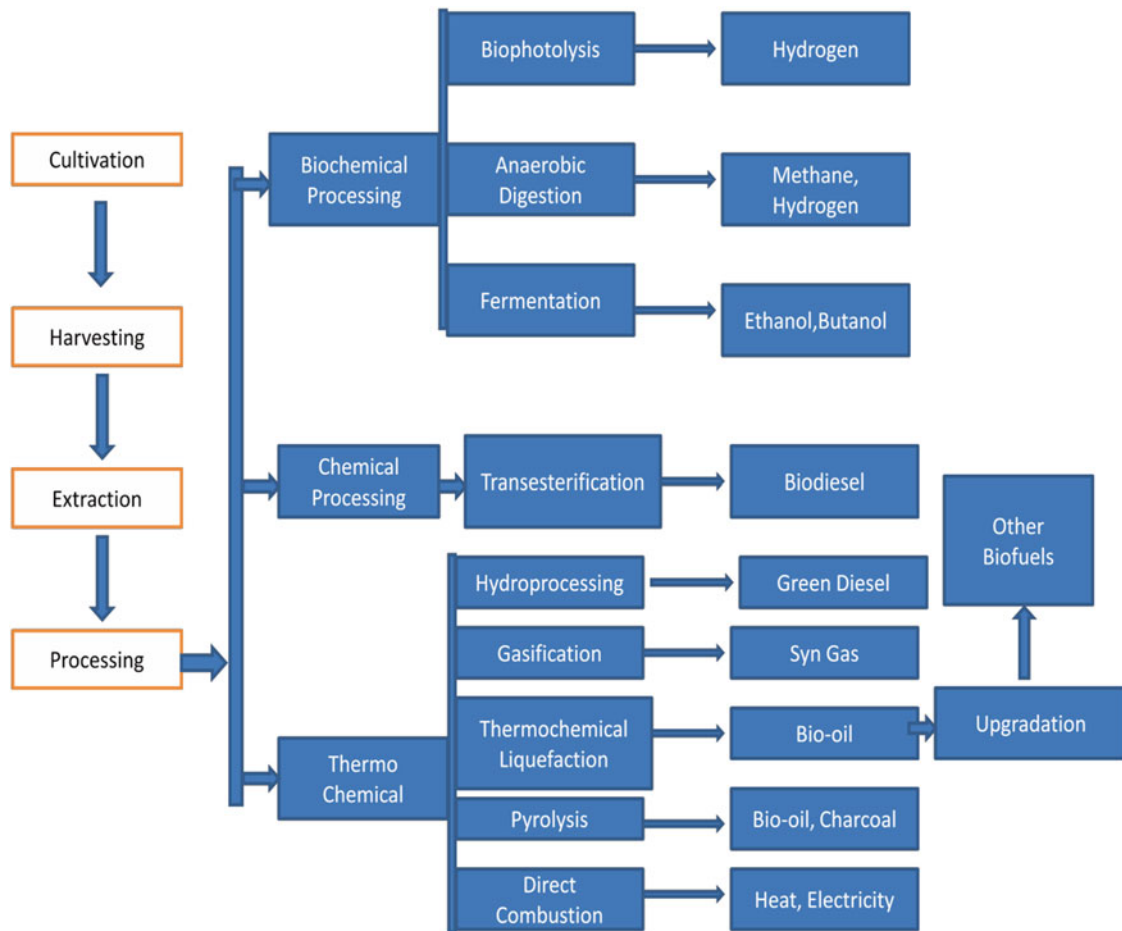 Cultivation
Harvesting
Extraction
Processing
Biochemical
Processing
Biophotolysis
Hydrogen
Anaerobic
Digestion
Methane,
Hydrogen
Fermentation
Ethanol,Butanol
Chemical
Processing
Transesterification
Biodiesel
Thermo
Chemical
Hydroprocessing
Green Diesel
Gasification
Syn Gas
Thermochemical
Liquefaction
Bio-oil
Upgradation
Other
Biofuels
Pyrolysis
Bio-oil, Charcoal
Direct
Combustion
Heat, Electricity